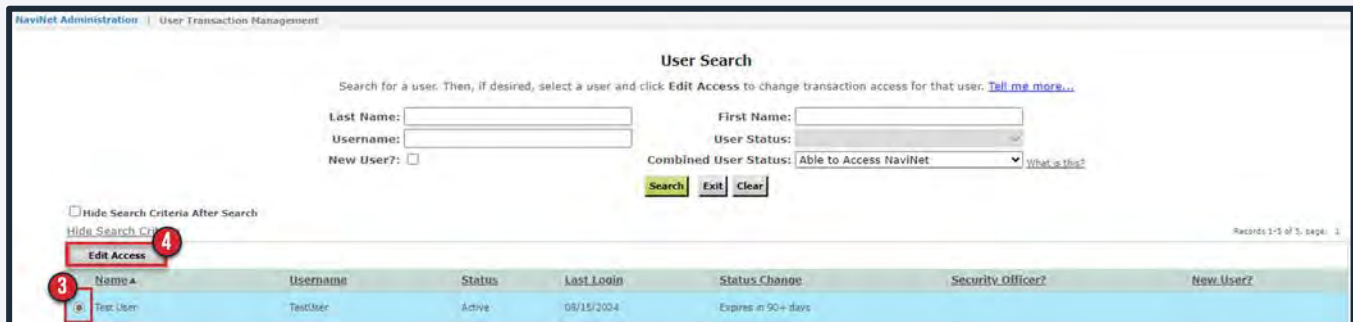 NaviNet Administration | User Transaction Management
User Search
Search for a user. Then, if desired, select a user and click Edit Access to change transaction access for that user. Tell me more...
Last Name: First Name:
Username: User Status:
New User?: Combined User Status: Able to Access NaviNet What is this?
Search Exit Clear
Hide Search Criteria After Search
Hide Search Records 1-5 of 5, page: 1
4
Edit Access
Name Username Status Last Login Status Change Security Officer? New User?
3
Test User TestUser Active 08/15/2024 Expires in 90+ days